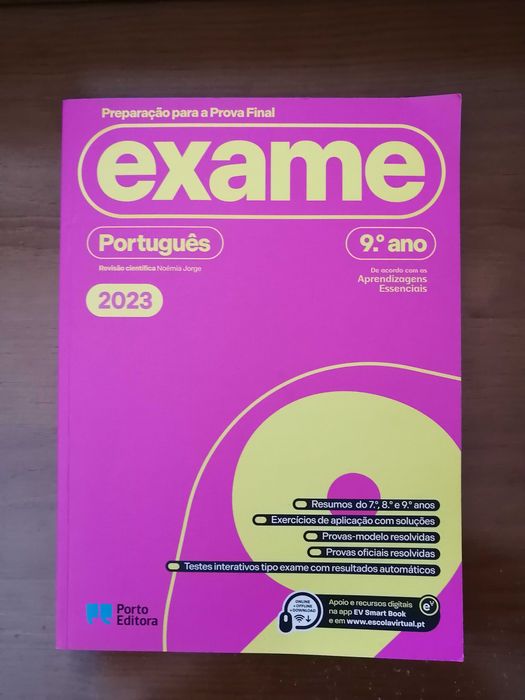 Preparação para a Prova Final
exame
Português
9.º ano
Revisão científica Noémia Jorge
De acordo com as
Aprendizagens
Essenciais
2023
Resumos do 7.º, 8.º e 9.º anos
Exercícios de aplicação com soluções
Provas-modelo resolvidas
Provas oficiais resolvidas
Testes interativos tipo exame com resultados automáticos
Porto
Editora
ONLINE
+ OFFLINE
+ DOWNLOAD
Apoio e recursos digitais
na app EV Smart Book
e em www.escolavirtual.pt
ev